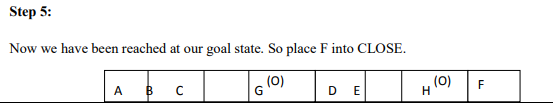 Step 5:
Now we have been reached at our goal state. So place F into CLOSE.
A B C G (O) D E H (O) F